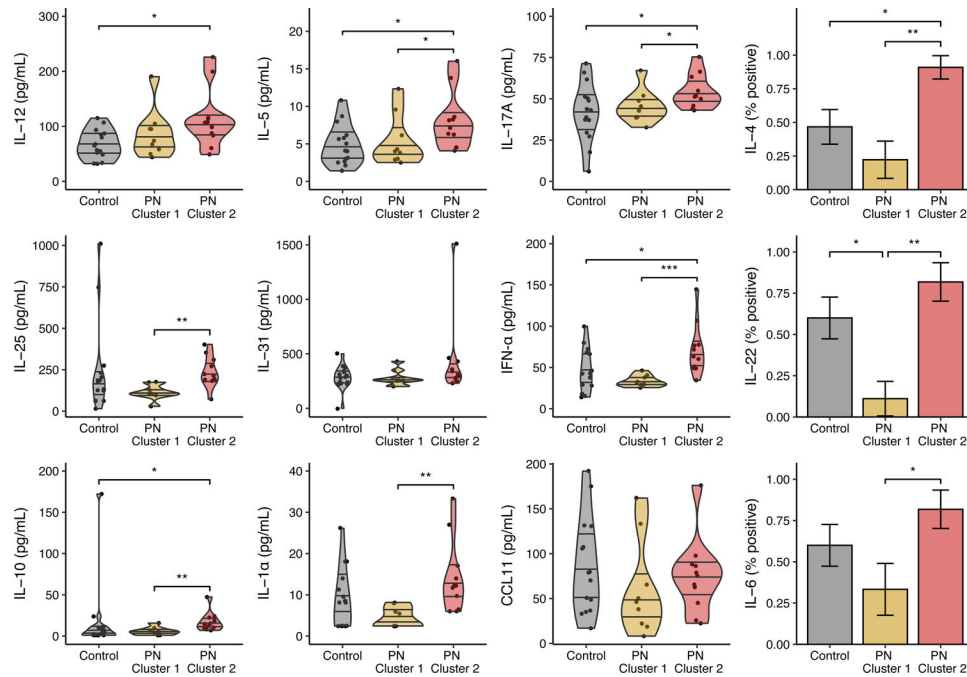 IL−12 (pg/mL)
300
200
100
0
*
Control
PN
Cluster 1
PN
Cluster 2
IL−5 (pg/mL)
20
15
10
5
0
*
*
Control
PN
Cluster 1
PN
Cluster 2
IL−17A (pg/mL)
100
75
50
25
0
*
*
Control
PN
Cluster 1
PN
Cluster 2
IL−4 (% positive)
1.00
0.75
0.50
0.25
0.00
*
**
Control
PN
Cluster 1
PN
Cluster 2
IL−25 (pg/mL)
1000
750
500
250
0
**
Control
PN
Cluster 1
PN
Cluster 2
IL−31 (pg/mL)
1500
1000
500
0
Control
PN
Cluster 1
PN
Cluster 2
IFN-α (pg/mL)
200
150
100
50
0
*
***
Control
PN
Cluster 1
PN
Cluster 2
IL−22 (% positive)
1.00
0.75
0.50
0.25
0.00
*
**
Control
PN
Cluster 1
PN
Cluster 2
IL−10 (pg/mL)
200
150
100
50
0
*
**
Control
PN
Cluster 1
PN
Cluster 2
IL−1α (pg/mL)
40
30
20
10
0
**
Control
PN
Cluster 1
PN
Cluster 2
CCL11 (pg/mL)
200
150
100
50
0
Control
PN
Cluster 1
PN
Cluster 2
IL−6 (% positive)
1.00
0.75
0.50
0.25
0.00
*
Control
PN
Cluster 1
PN
Cluster 2